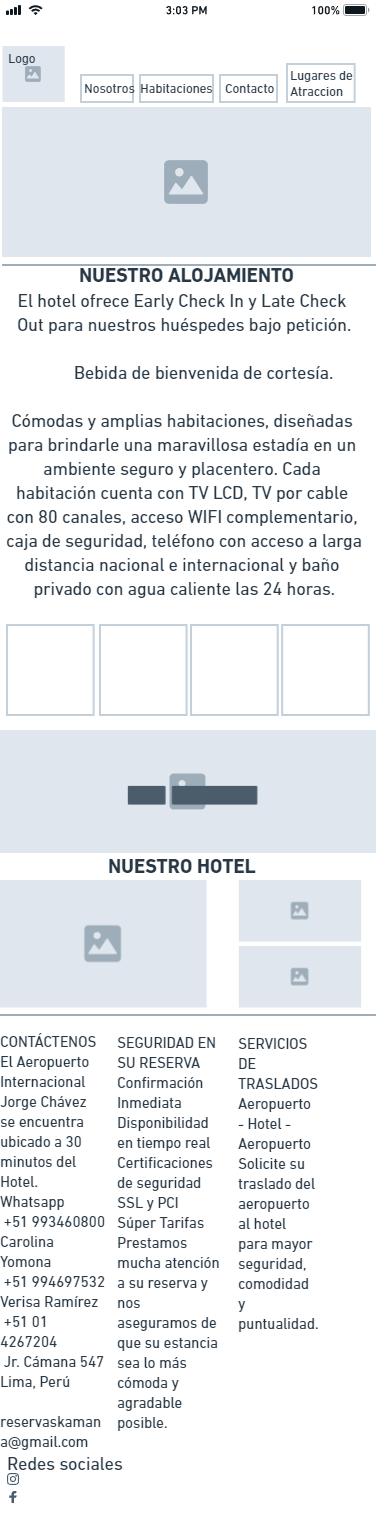 3:03 PM
100%
Logo
Nosotros
Habitaciones
Contacto
Lugares de
Atraccion
NUESTRO ALOJAMIENTO
El hotel ofrece Early Check In y Late Check
Out para nuestros huéspedes bajo petición.
Bebida de bienvenida de cortesía.
Cómodas y amplias habitaciones, diseñadas
para brindarle una maravillosa estadía en un
ambiente seguro y placentero. Cada
habitación cuenta con TV LCD, TV por cable
con 80 canales, acceso WIFI complementario,
caja de seguridad, teléfono con acceso a larga
distancia nacional e internacional y baño
privado con agua caliente las 24 horas.
NUESTRO HOTEL
CONTÁCTENOS
El Aeropuerto
Internacional
Jorge Chávez
se encuentra
ubicado a 30
minutos del
Hotel.
Whatsapp
+51 993460800
Carolina
Yomona
+51 994697532
Verisa Ramírez
+51 01
4267204
Jr. Cámana 547
Lima, Perú
reservaskaman
a@gmail.com
SEGURIDAD EN
SU RESERVA
Confirmación
Inmediata
Disponibilidad
en tiempo real
Certificaciones
de seguridad
SSL y PCI
Súper Tarifas
Prestamos
mucha atención
a su reserva y
nos
aseguramos de
que su estancia
sea lo más
cómoda y
agradable
posible.
SERVICIOS
DE
TRASLADOS
Aeropuerto
- Hotel -
Aeropuerto
Solicite su
traslado del
aeropuerto
al hotel
para mayor
seguridad,
comodidad
y
puntualidad.
Redes sociales